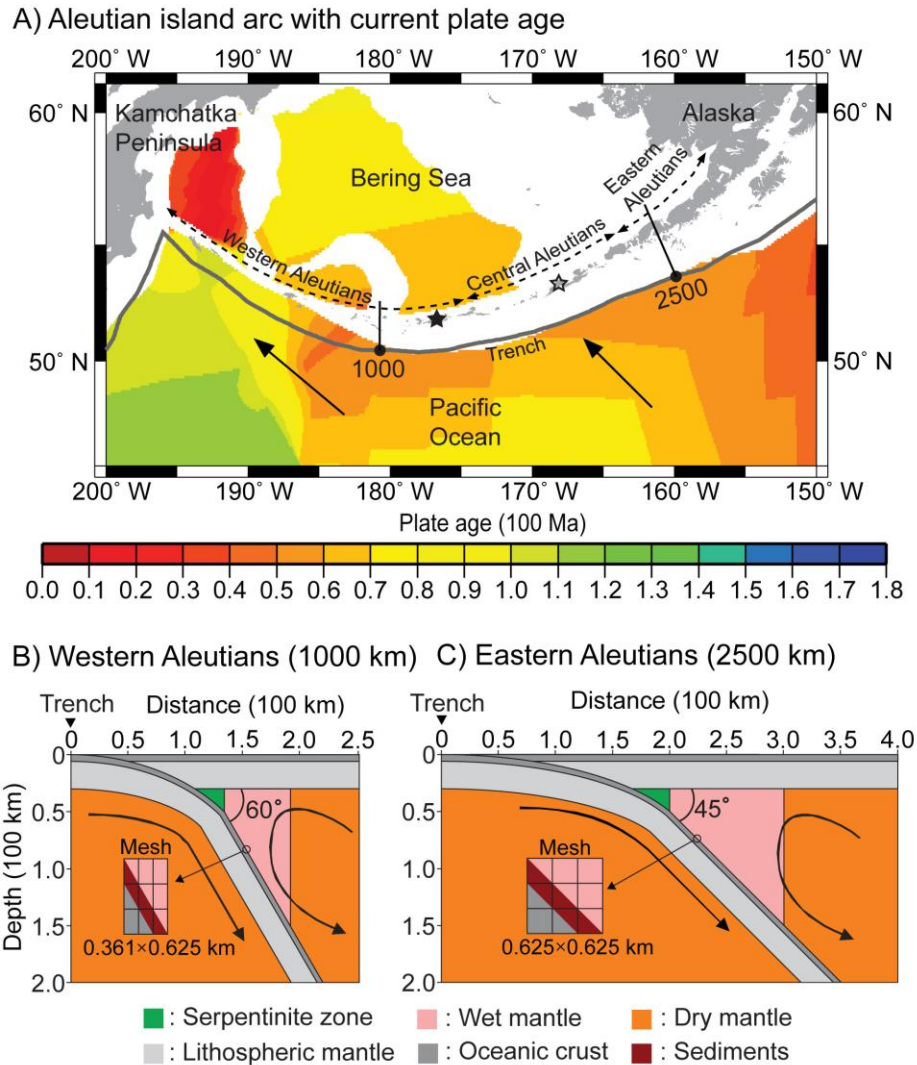 A) Aleutian island arc with current plate age
200° W 190° W 180° W 170° W 160° W 150° W
60° N 60° N
Kamchatka
Peninsula
Alaska
Bering Sea
Eastern
Aleutians
Western Aleutians
Central Aleutians
1000
2500
Trench
50° N 50° N
Pacific
Ocean
200° W 190° W 180° W 170° W 160° W 150° W
Plate age (100 Ma)
0.0 0.1 0.2 0.3 0.4 0.5 0.6 0.7 0.8 0.9 1.0 1.1 1.2 1.3 1.4 1.5 1.6 1.7 1.8
B) Western Aleutians (1000 km)
Trench
Distance (100 km)
0 0.5 1.0 1.5 2.0 2.5
0
0.5
1.0
1.5
2.0
Depth (100 km)
60°
Mesh
0.361×0.625 km
C) Eastern Aleutians (2500 km)
Trench
Distance (100 km)
0 0.5 1.0 1.5 2.0 2.5 3.0 3.5 4.0
45°
Mesh
0.625×0.625 km
: Serpentinite zone : Wet mantle : Dry mantle
: Lithospheric mantle : Oceanic crust : Sediments